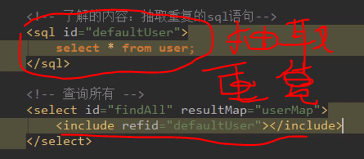 <!-- 了解的内容：抽取重复的sql语句-->
<sql id="defaultUser">
select * from user;
</sql>
抽取
重复
<!-- 查询所有 -->
<select id="findAll" resultMap="userMap">
<include refid="defaultUser"></include>
</select>